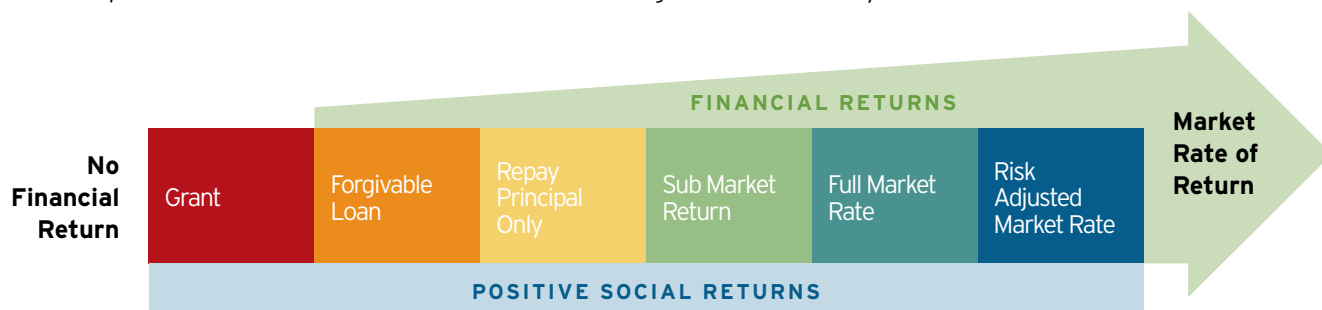 FINANCIAL RETURNS
No
Financial
Return
Grant
Forgivable
Loan
Repay
Principal
Only
Sub Market
Return
Full Market
Rate
Risk
Adjusted
Market Rate
Market
Rate of
Return
POSITIVE SOCIAL RETURNS